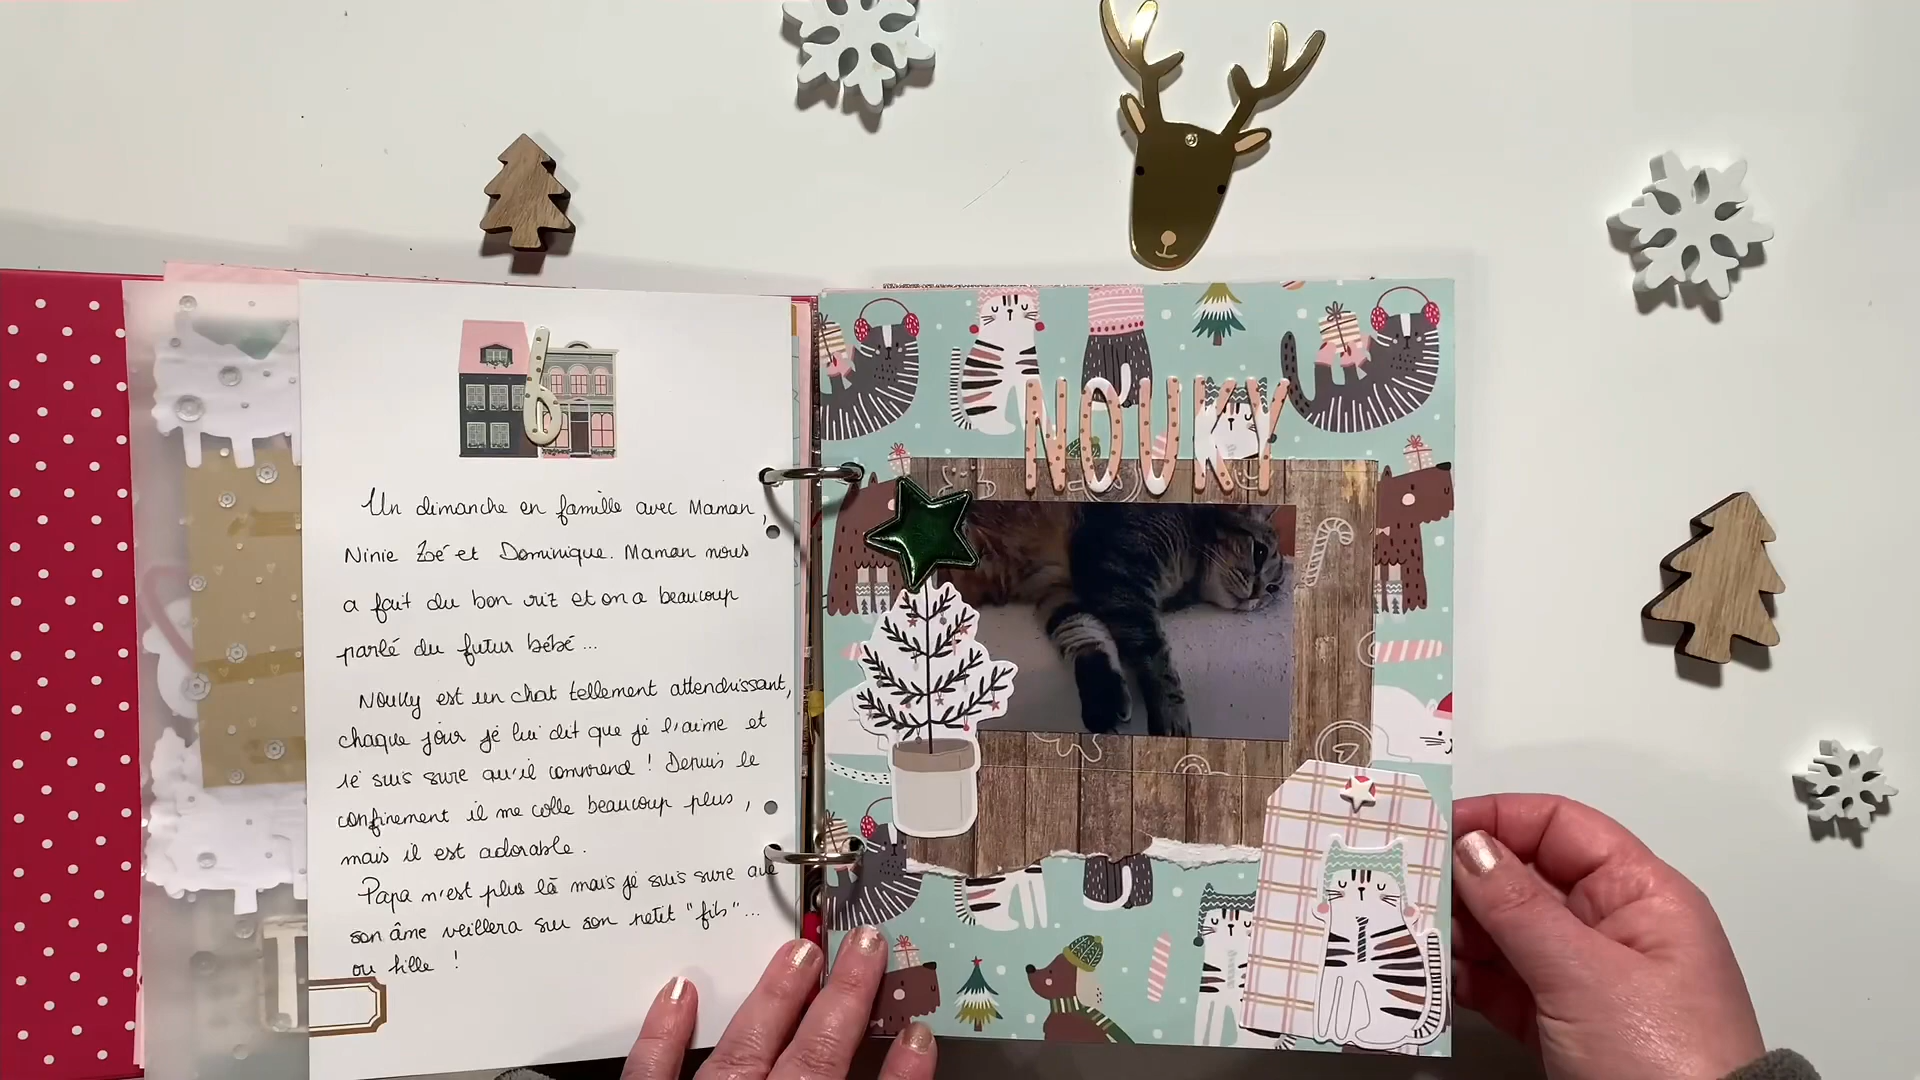 6
Un dimanche en famille avec Maman,
Ninie Zoé et Dominique. Maman nous
a fait du bon riz et on a beaucoup
parlé du futur bébé...
NOUKY est un chat tellement attendrissant,
chaque jour je lui dit que je l'aime et
je suis sure qu'il comprend ! Depuis le
confinement il me colle beaucoup plus,
mais il est adorable.
Papa n'est plus là mais je suis sure que
son âme veillera sur son petit "fils"...
ou fille !
NOUKY